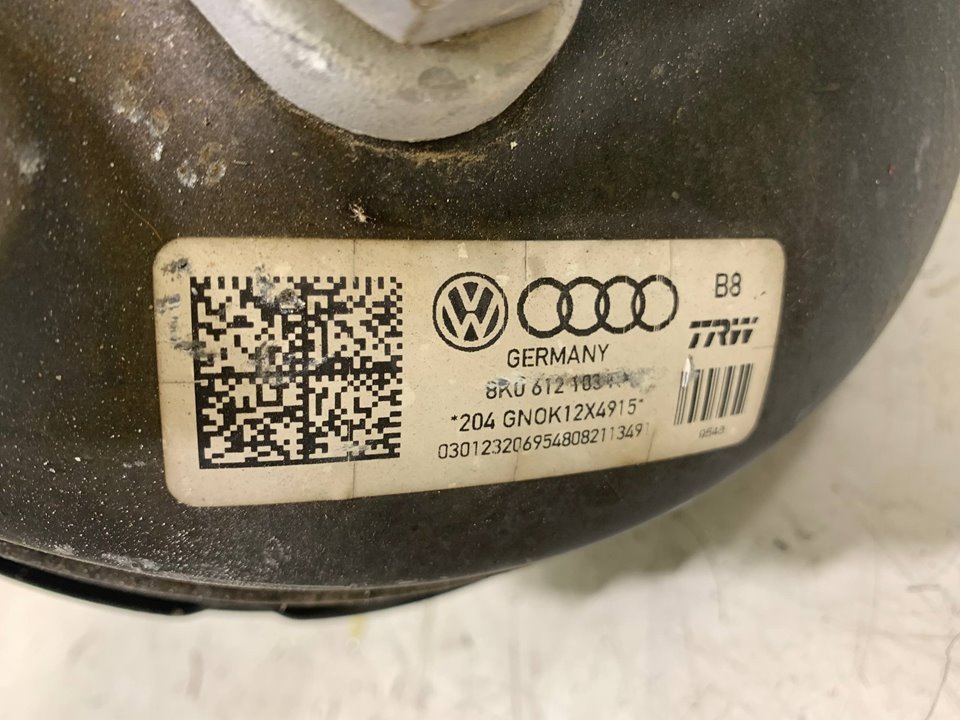 B8
TRW
GERMANY
8K0 612 103
*204 GNOK12X4915*
0301232069548082113491